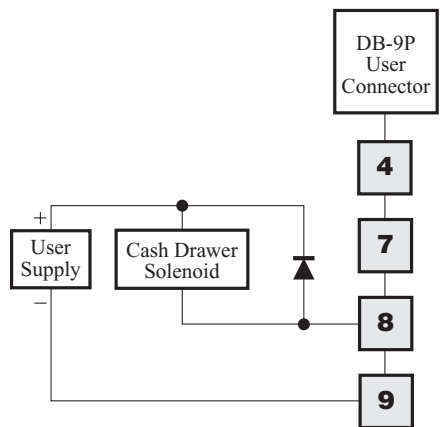 DB-9P
User
Connector
4
7
+
User
Supply
Cash Drawer
Solenoid
−
8
9